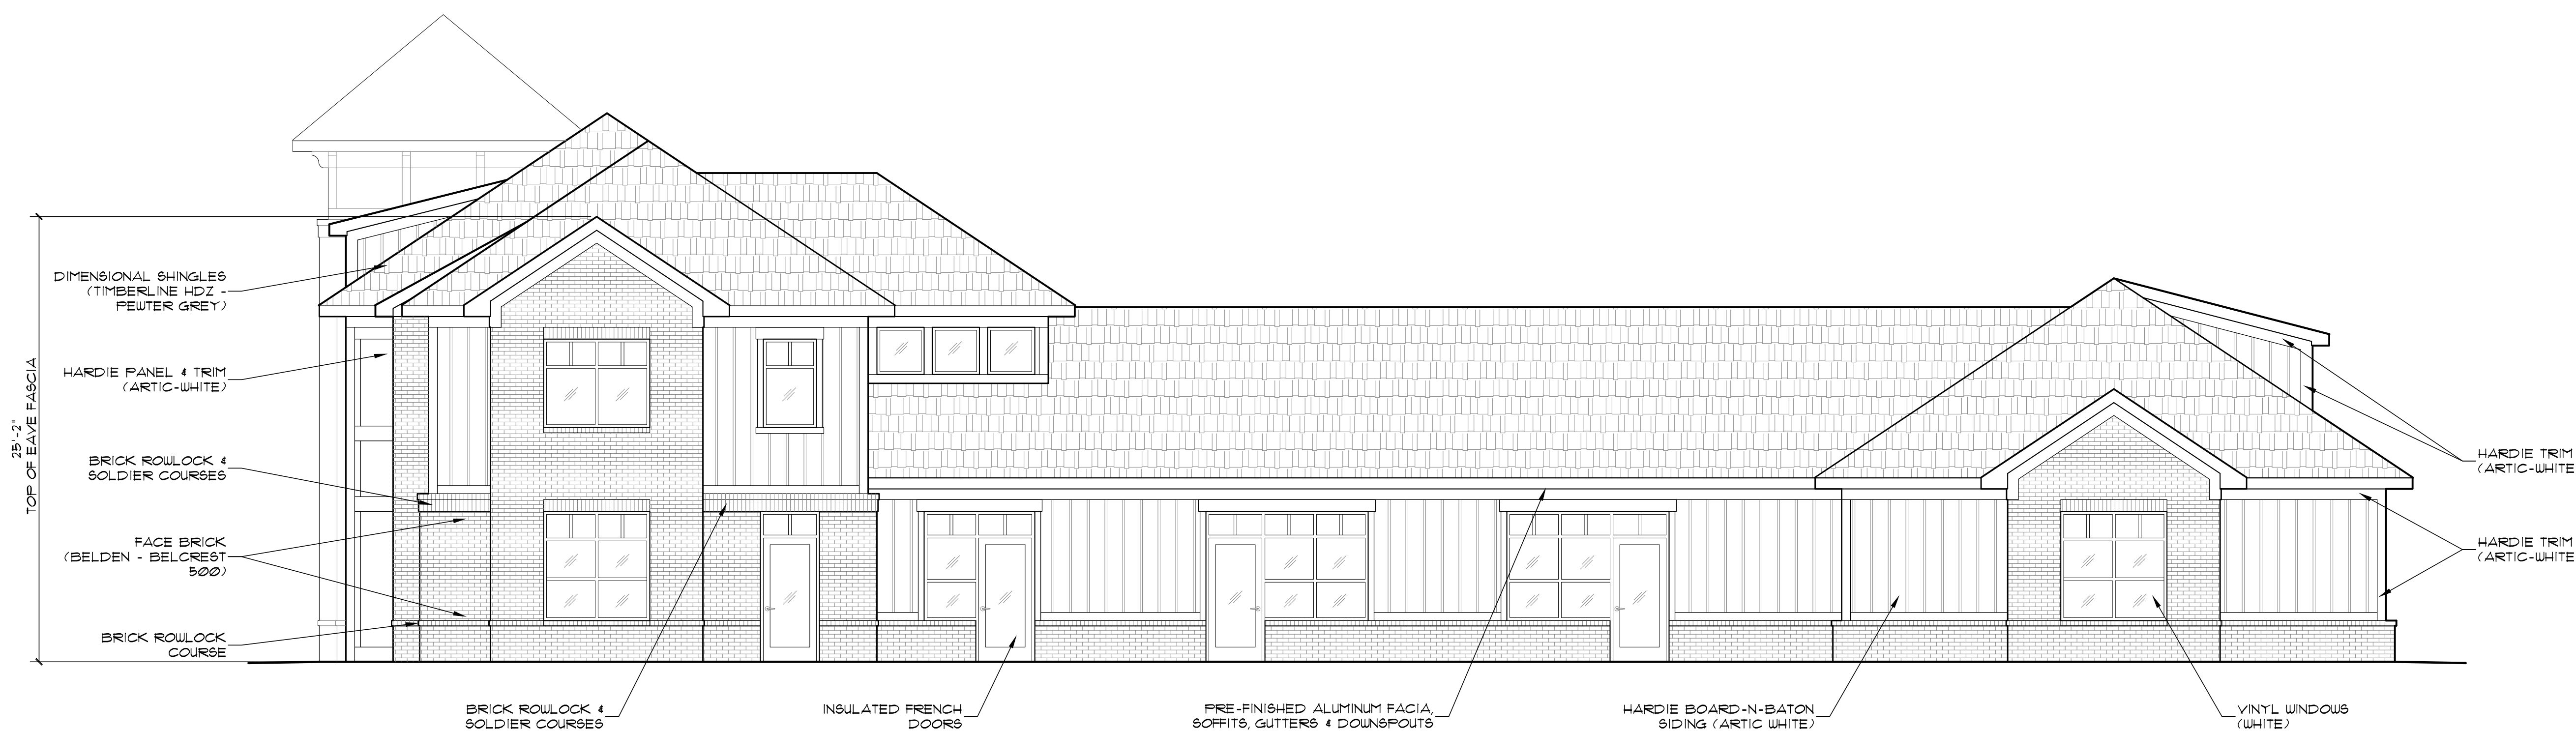 25'-2"
TOP OF EAVE FASCIA
DIMENSIONAL SHINGLES
(TIMBERLINE HDZ -
PEWTER GREY)
HARDIE PANEL & TRIM
(ARTIC-WHITE)
BRICK ROWLOCK &
SOLDIER COURSES
FACE BRICK
(BELDEN - BELCREST
500)
BRICK ROWLOCK
COURSE
BRICK ROWLOCK &
SOLDIER COURSES
INSULATED FRENCH
DOORS
PRE-FINISHED ALUMINUM FACIA,
SOFFITS, GUTTERS & DOWNSPOUTS
HARDIE BOARD-N-BATON
SIDING (ARTIC WHITE)
VINYL WINDOWS
(WHITE)
HARDIE TRIM
(ARTIC-WHITE
HARDIE TRIM
(ARTIC-WHITE